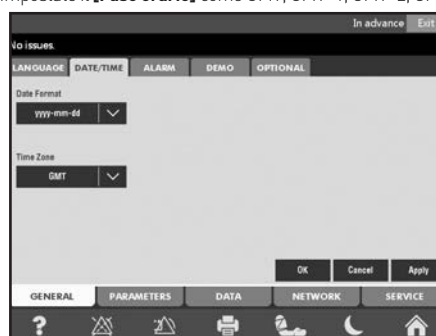 In advance Exit
No issues.
LANGUAGE DATE/TIME ALARM DEMO OPTIONAL
Date Format
yyyy-mm-dd
Time Zone
GMT
OK Cancel Apply
GENERAL PARAMETERS DATA NETWORK SERVICE
?